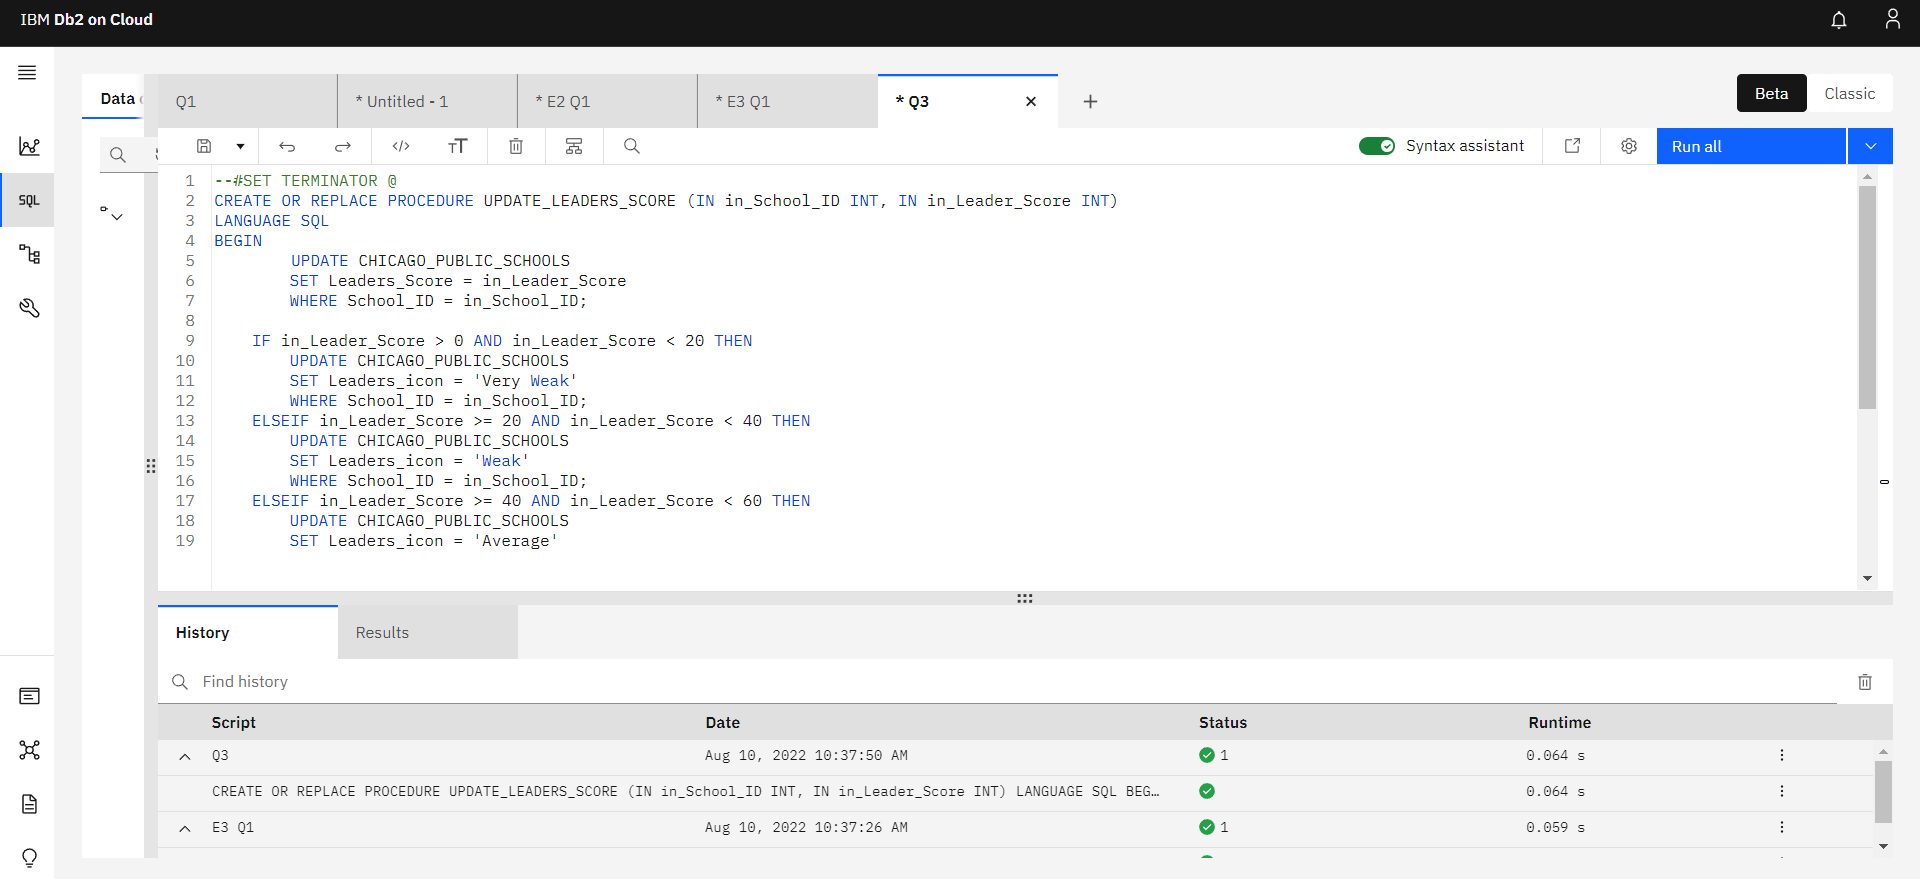 IBM Db2 on Cloud
Data
Q1
* Untitled - 1
* E2 Q1
* E3 Q1
* Q3
Beta
Classic
SQL
Syntax assistant
Run all
1 --#SET TERMINATOR @
2 CREATE OR REPLACE PROCEDURE UPDATE_LEADERS_SCORE (IN in_School_ID INT, IN in_Leader_Score INT)
3 LANGUAGE SQL
4 BEGIN
5 UPDATE CHICAGO_PUBLIC_SCHOOLS
6 SET Leaders_Score = in_Leader_Score
7 WHERE School_ID = in_School_ID;
8
9 IF in_Leader_Score > 0 AND in_Leader_Score < 20 THEN
10 UPDATE CHICAGO_PUBLIC_SCHOOLS
11 SET Leaders_icon = 'Very Weak'
12 WHERE School_ID = in_School_ID;
13 ELSEIF in_Leader_Score >= 20 AND in_Leader_Score < 40 THEN
14 UPDATE CHICAGO_PUBLIC_SCHOOLS
15 SET Leaders_icon = 'Weak'
16 WHERE School_ID = in_School_ID;
17 ELSEIF in_Leader_Score >= 40 AND in_Leader_Score < 60 THEN
18 UPDATE CHICAGO_PUBLIC_SCHOOLS
19 SET Leaders_icon = 'Average'
History
Results
Find history
Script Date Status Runtime
Q3 Aug 10, 2022 10:37:50 AM 1 0.064 s
CREATE OR REPLACE PROCEDURE UPDATE_LEADERS_SCORE (IN in_School_ID INT, IN in_Leader_Score INT) LANGUAGE SQL BEG… 0.064 s
E3 Q1 Aug 10, 2022 10:37:26 AM 1 0.059 s